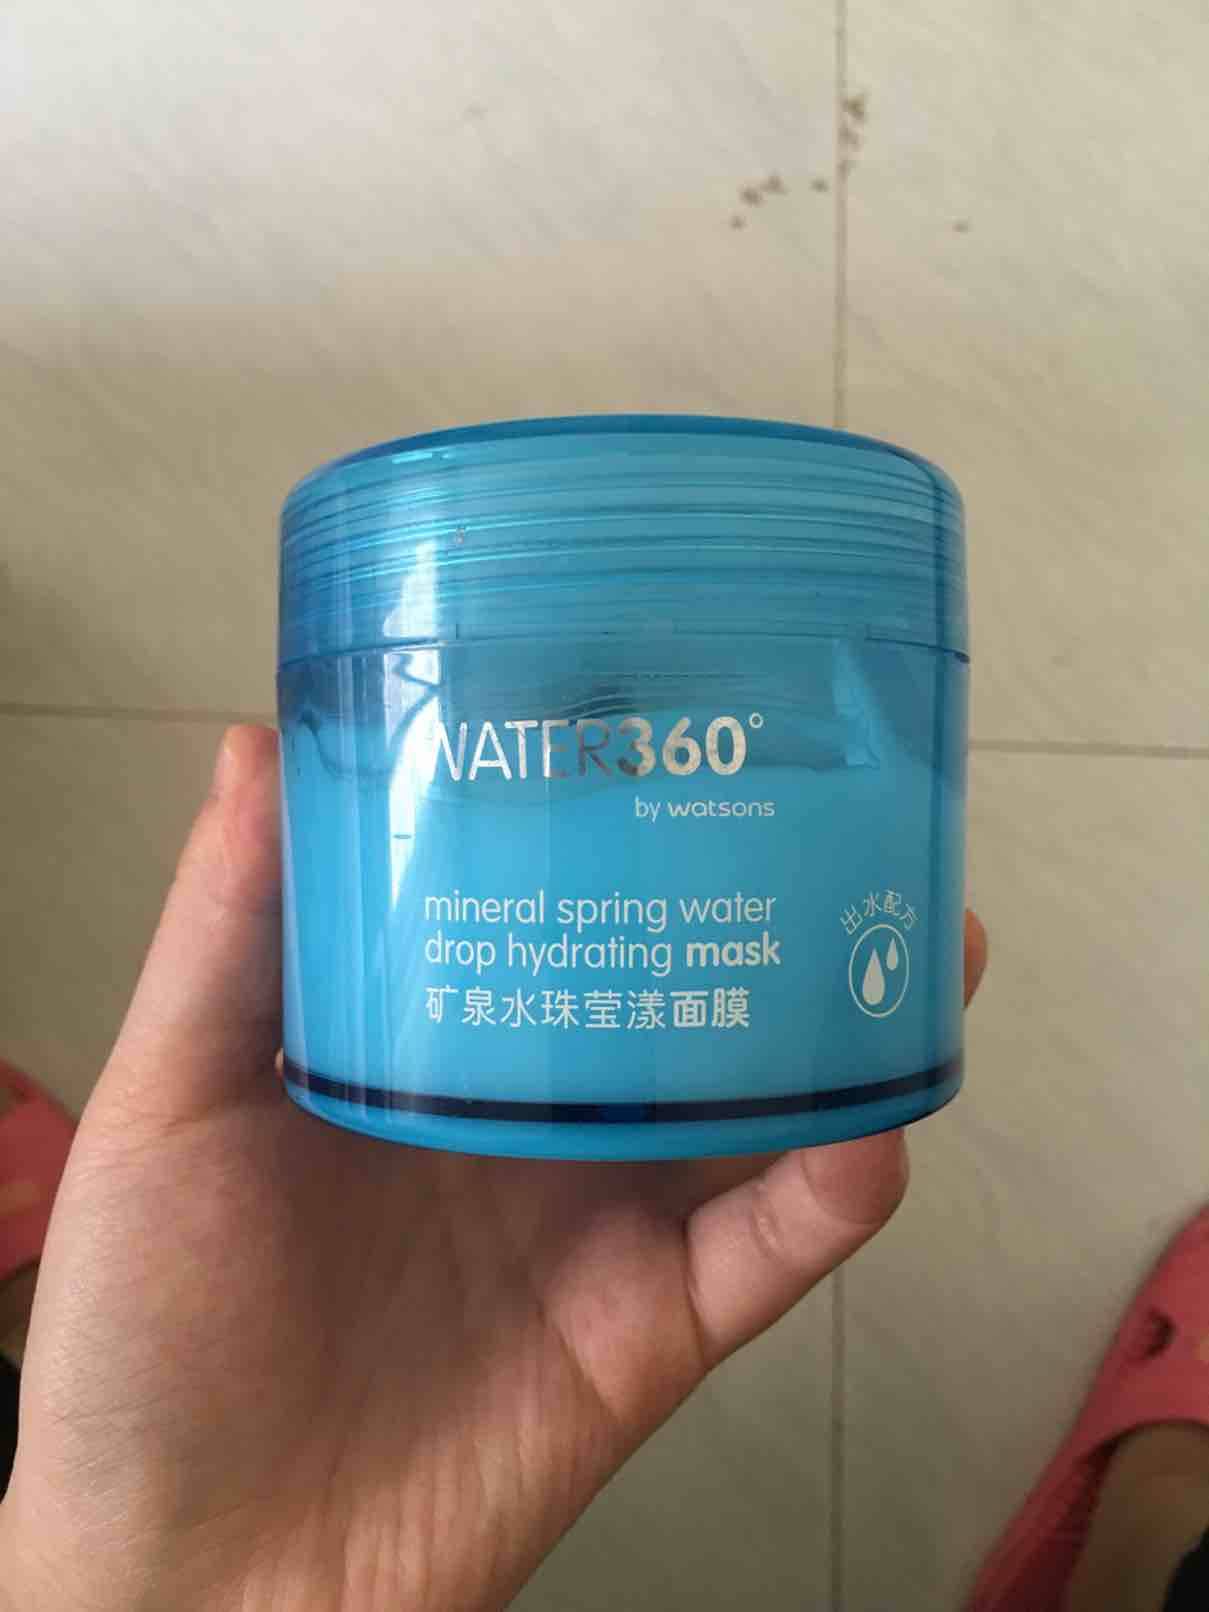 WATER360°
by watsons
mineral spring water
drop hydrating mask
矿泉水珠莹漾面膜
出水配方